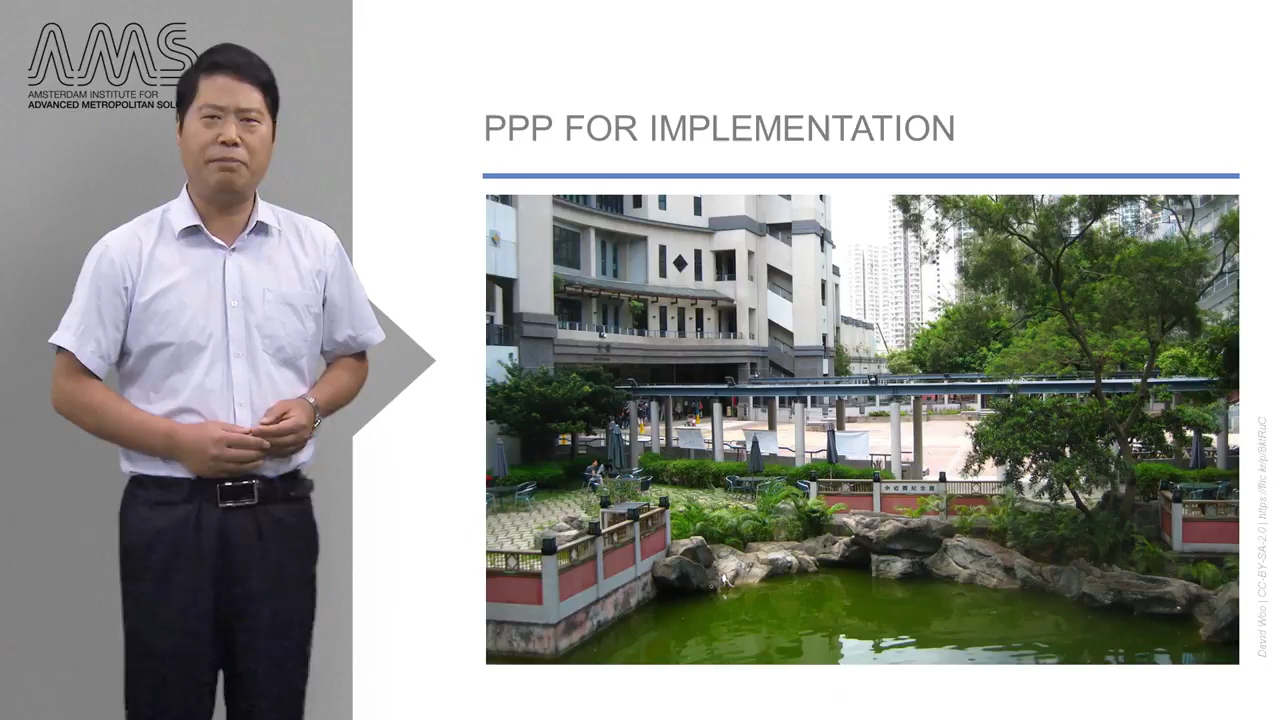 AMS
AMSTERDAM INSTITUTE FOR
ADVANCED METROPOLITAN SOL
PPP FOR IMPLEMENTATION
David Woo | CC-BY-SA-2.0 | https://flic.kr/p/8ktRuC